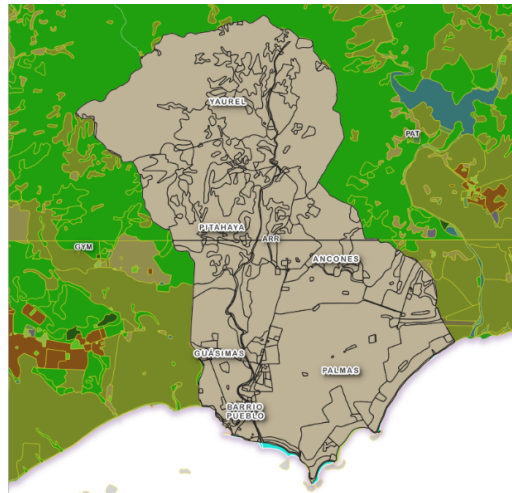 YAUREL
PAT
PITAHAYA
ARR
GYM
ANCONES
GUÁSIMAS
PALMAS
BARRIO
PUEBLO